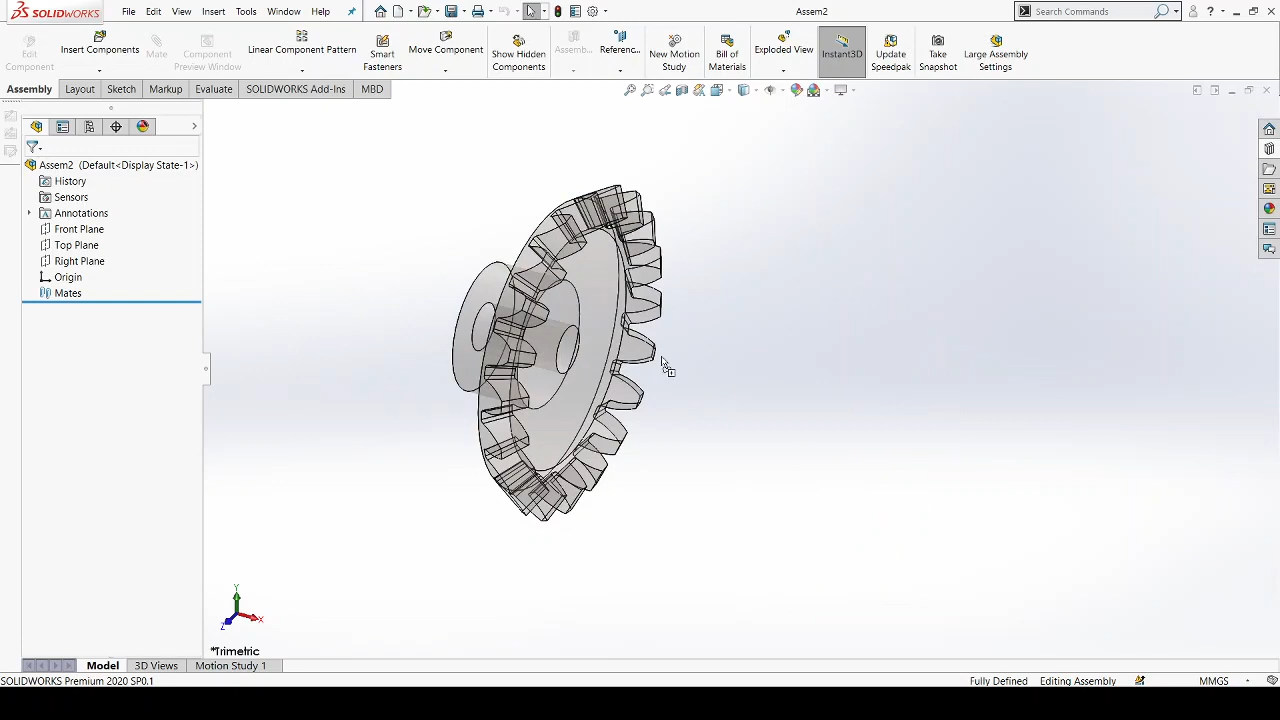 SOLIDWORKS
File Edit View Insert Tools Window Help
Assem2
Search Commands
Edit Component
Insert Components
Mate
Component Preview Window
Linear Component Pattern
Smart Fasteners
Move Component
Show Hidden Components
Assemb...
Referenc...
New Motion Study
Bill of Materials
Exploded View
Instant3D
Update Speedpak
Take Snapshot
Large Assembly Settings
Assembly Layout Sketch Markup Evaluate SOLIDWORKS Add-Ins MBD
Assem2 (Default<Display State-1>)
History
Sensors
Annotations
Front Plane
Top Plane
Right Plane
Origin
Mates
Y
X
Z
*Trimetric
Model 3D Views Motion Study 1
SOLIDWORKS Premium 2020 SP0.1
Fully Defined Editing Assembly MMGS